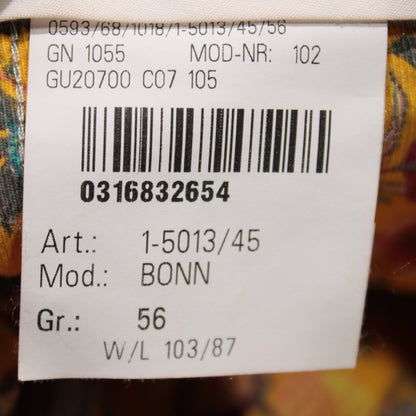 0593/68/1018/1-5013/45/56
GN 1055 MOD-NR: 102
GU20700 C07 105
0316832654
Art.: 1-5013/45
Mod.: BONN
Gr.: 56
W/L 103/87